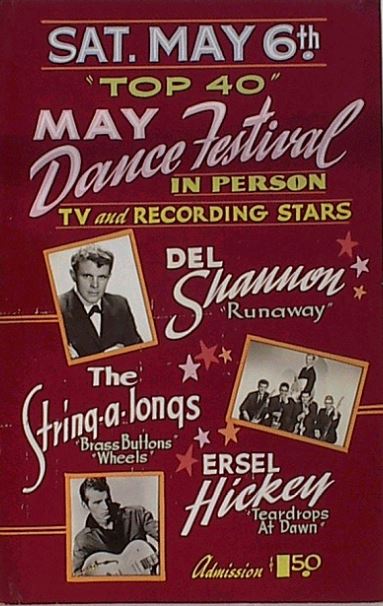 SAT. MAY 6th
"TOP 40"
MAY
Dance Festival
IN PERSON
TV and RECORDING STARS
DEL
Shannon
"Runaway"
The
String-a-longs
"Brass Buttons"
"Wheels"
ERSEL
Hickey
"Teardrops
At Dawn"
Admission $1.50